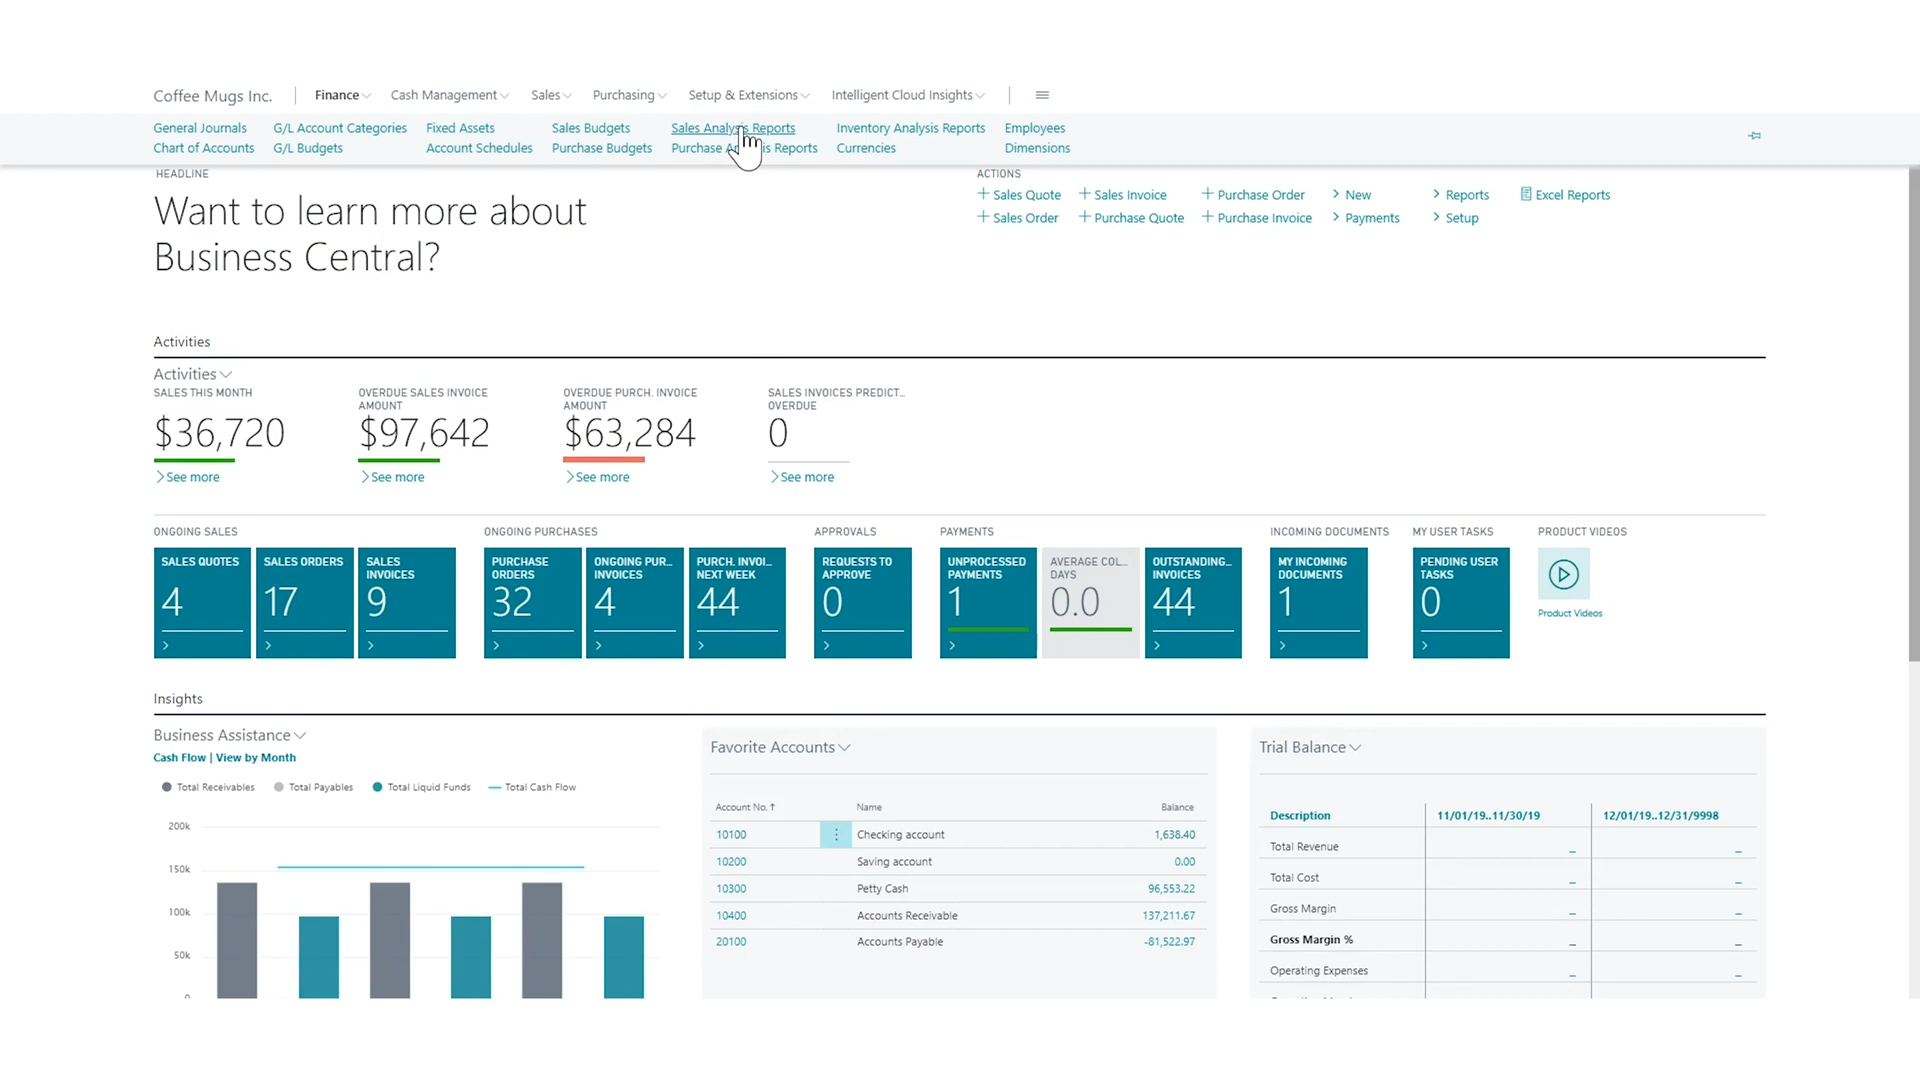 Coffee Mugs Inc. Finance Cash Management Sales Purchasing Setup & Extensions Intelligent Cloud Insights
General Journals G/L Account Categories Fixed Assets Sales Budgets Sales Analysis Reports Inventory Analysis Reports Employees
Chart of Accounts G/L Budgets Account Schedules Purchase Budgets Purchase Analysis Reports Currencies Dimensions
HEADLINE
Want to learn more about
Business Central?
ACTIONS
+ Sales Quote + Sales Invoice + Purchase Order > New > Reports Excel Reports
+ Sales Order + Purchase Quote + Purchase Invoice > Payments > Setup
Activities
Activities
SALES THIS MONTH
$36,720
>See more
OVERDUE SALES INVOICE
AMOUNT
$97,642
>See more
OVERDUE PURCH. INVOICE
AMOUNT
$63,284
>See more
SALES INVOICES PREDICT...
OVERDUE
0
>See more
ONGOING SALES
SALES QUOTES
4
>
SALES ORDERS
17
>
SALES
INVOICES
9
>
ONGOING PURCHASES
PURCHASE
ORDERS
32
>
ONGOING PUR...
INVOICES
4
>
PURCH. INVOI...
NEXT WEEK
44
>
APPROVALS
REQUESTS TO
APPROVE
0
>
PAYMENTS
UNPROCESSED
PAYMENTS
1
>
AVERAGE COL...
DAYS
0.0
OUTSTANDING...
INVOICES
44
>
INCOMING DOCUMENTS
MY INCOMING
DOCUMENTS
1
>
MY USER TASKS
PENDING USER
TASKS
0
>
PRODUCT VIDEOS
Product Videos
Insights
Business Assistance
Cash Flow | View by Month
Total Receivables Total Payables Total Liquid Funds Total Cash Flow
200k
150k
100k
50k
Favorite Accounts
Account No.↑ Name Balance
10100 Checking account 1,638.40
10200 Saving account 0.00
10300 Petty Cash 96,553.22
10400 Accounts Receivable 137,211.67
20100 Accounts Payable -81,522.97
Trial Balance
Description 11/01/19..11/30/19 12/01/19..12/31/9998
Total Revenue _ _
Total Cost _ _
Gross Margin _ _
Gross Margin % _ _
Operating Expenses _ _